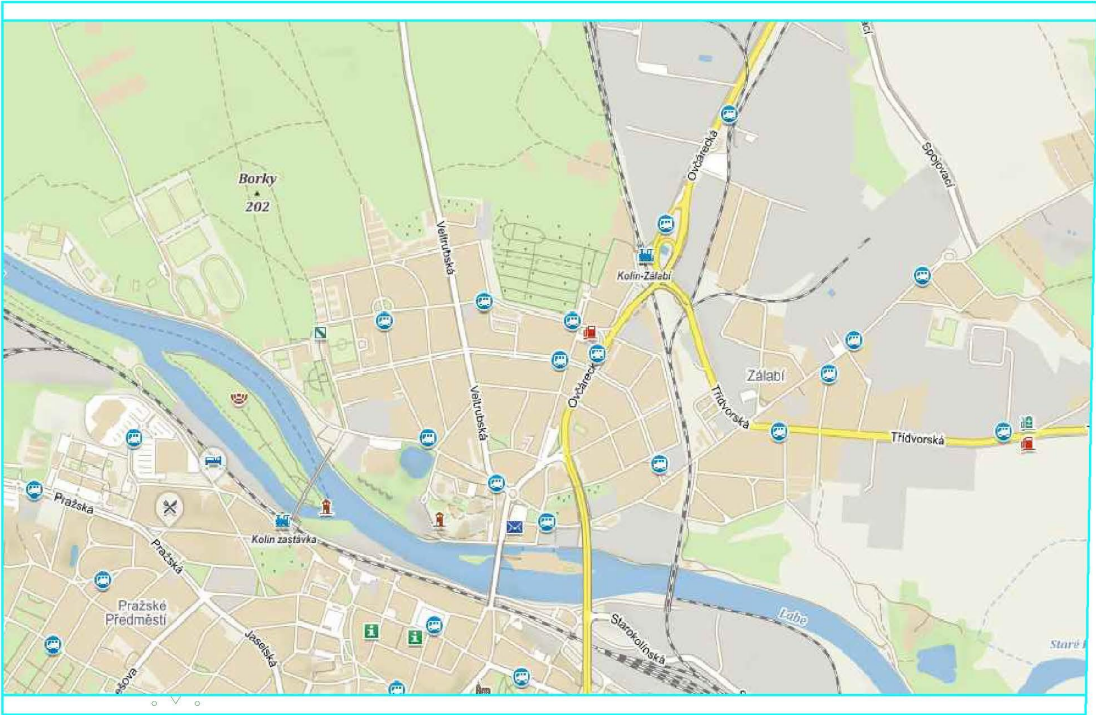 Ovčárecká
Spojovací
Borky
202
Veltrubská
Kolín-Zálabí
Ovčárecká
Zálabí
Veltrubská
Třídvorská
Třídvorská
Pražská
Kolín zastávka
Pražská
Pražské
Předměstí
Labe
Jaselská
Starokolínská
Staré